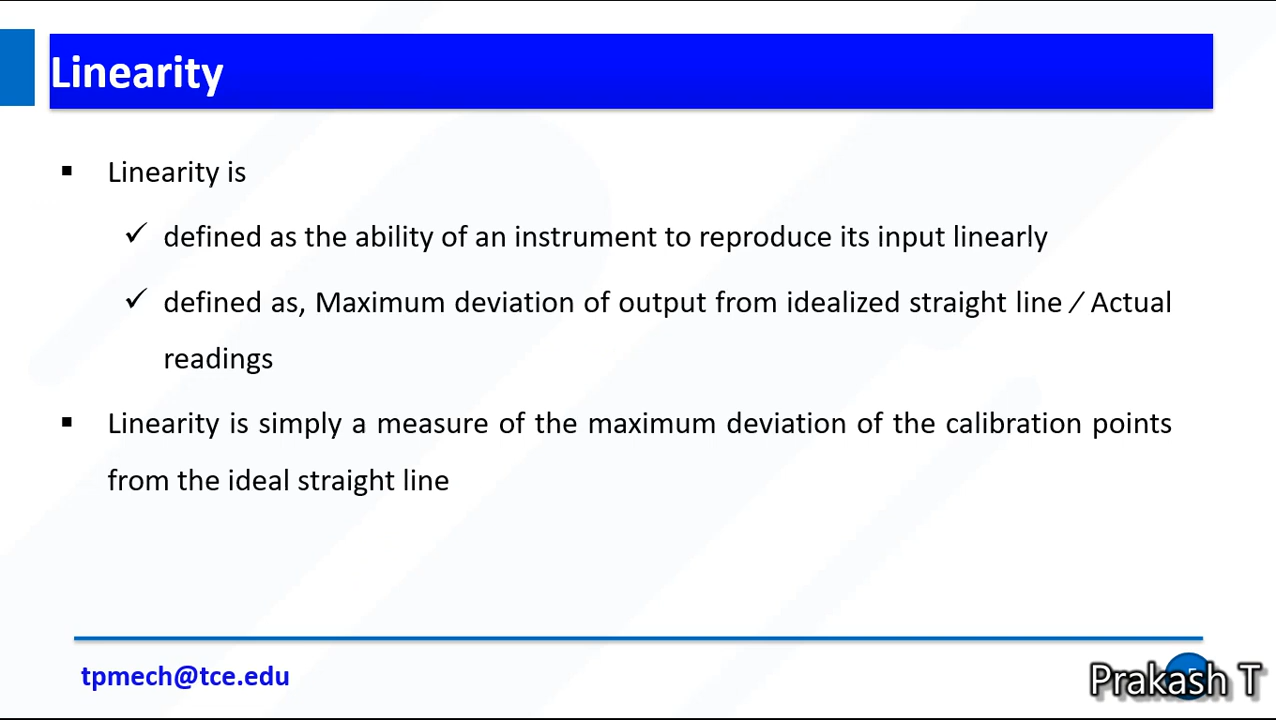 Linearity
▪ Linearity is
✓ defined as the ability of an instrument to reproduce its input linearly
✓ defined as, Maximum deviation of output from idealized straight line / Actual
readings
▪ Linearity is simply a measure of the maximum deviation of the calibration points
from the ideal straight line
tpmech@tce.edu
Prakash T